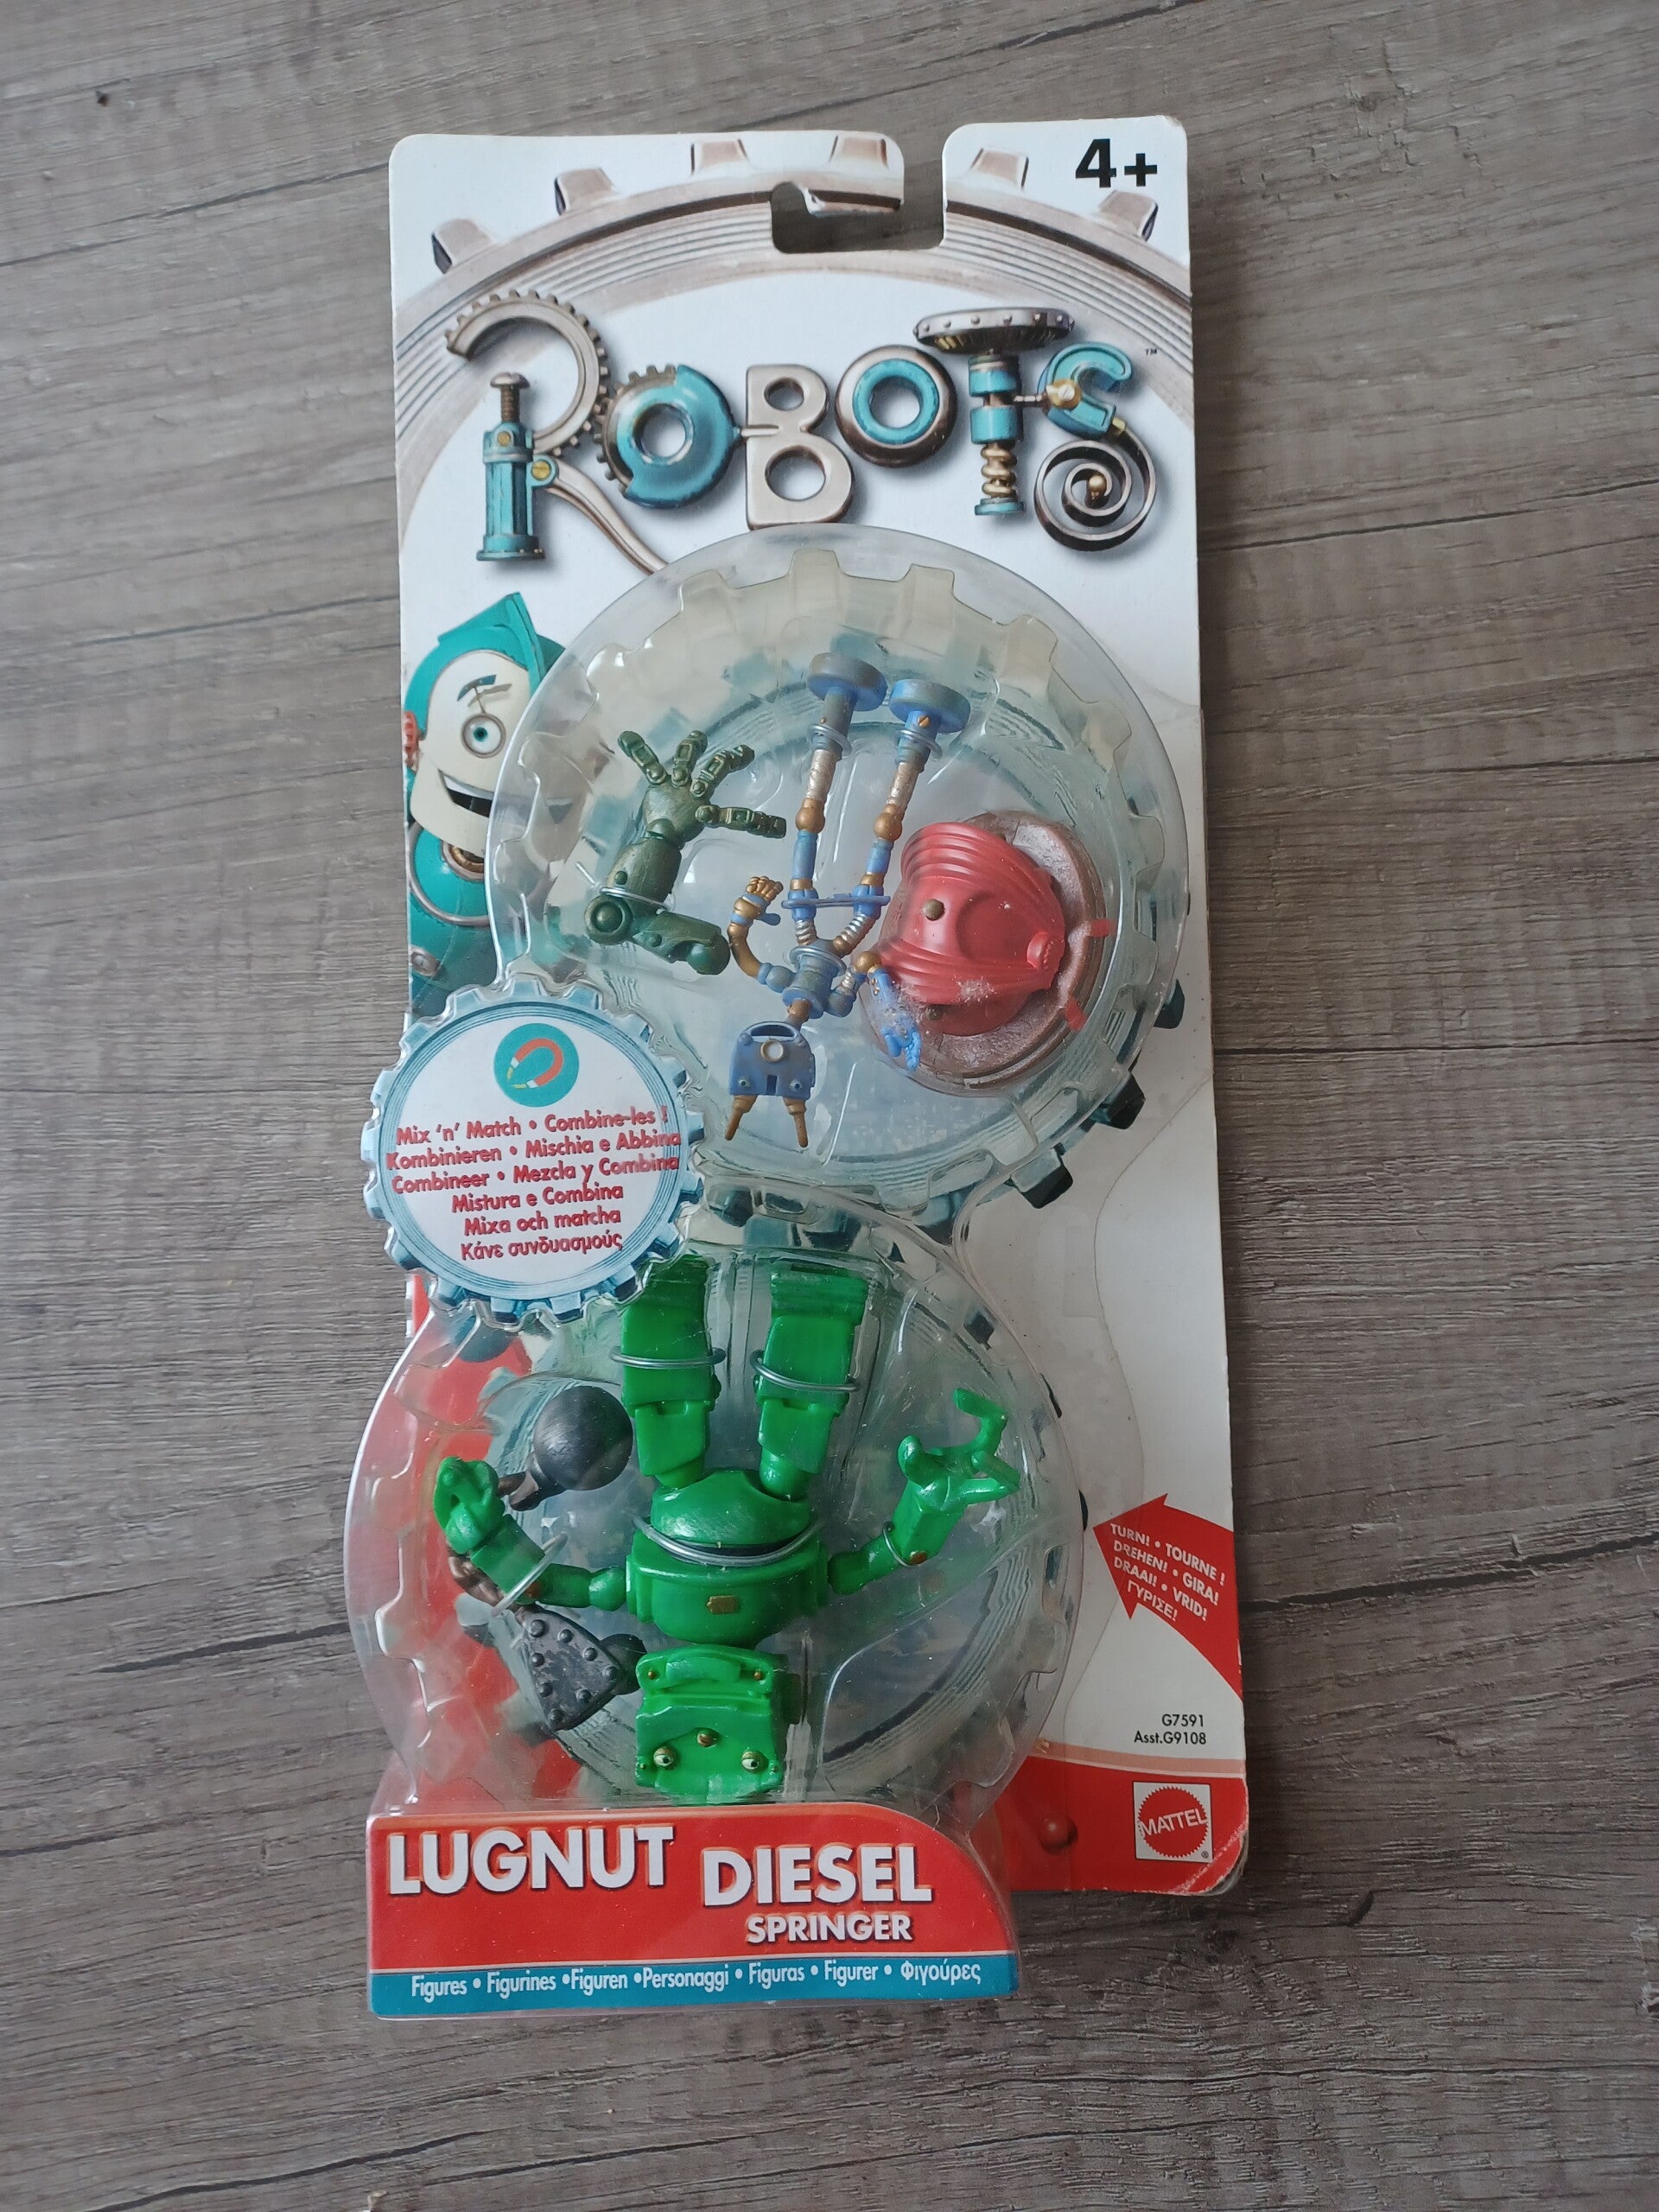 4+
ROBOTS™
Mix 'n' Match • Combine-les !
Kombinieren • Mischia e Abbina
Combineer • Mezcla y Combina
Mistura e Combina
Mixa och matcha
Κάνε συνδυασμούς
TURN! • TOURNE !
DREHEN! • GIRA!
DRAAI! • VRID!
ΓΥΡΙΣΕ!
G7591
Asst.G9108
MATTEL®
LUGNUT DIESEL
SPRINGER
Figures • Figurines •Figuren •Personaggi • Figuras • Figurer • Φιγούρες